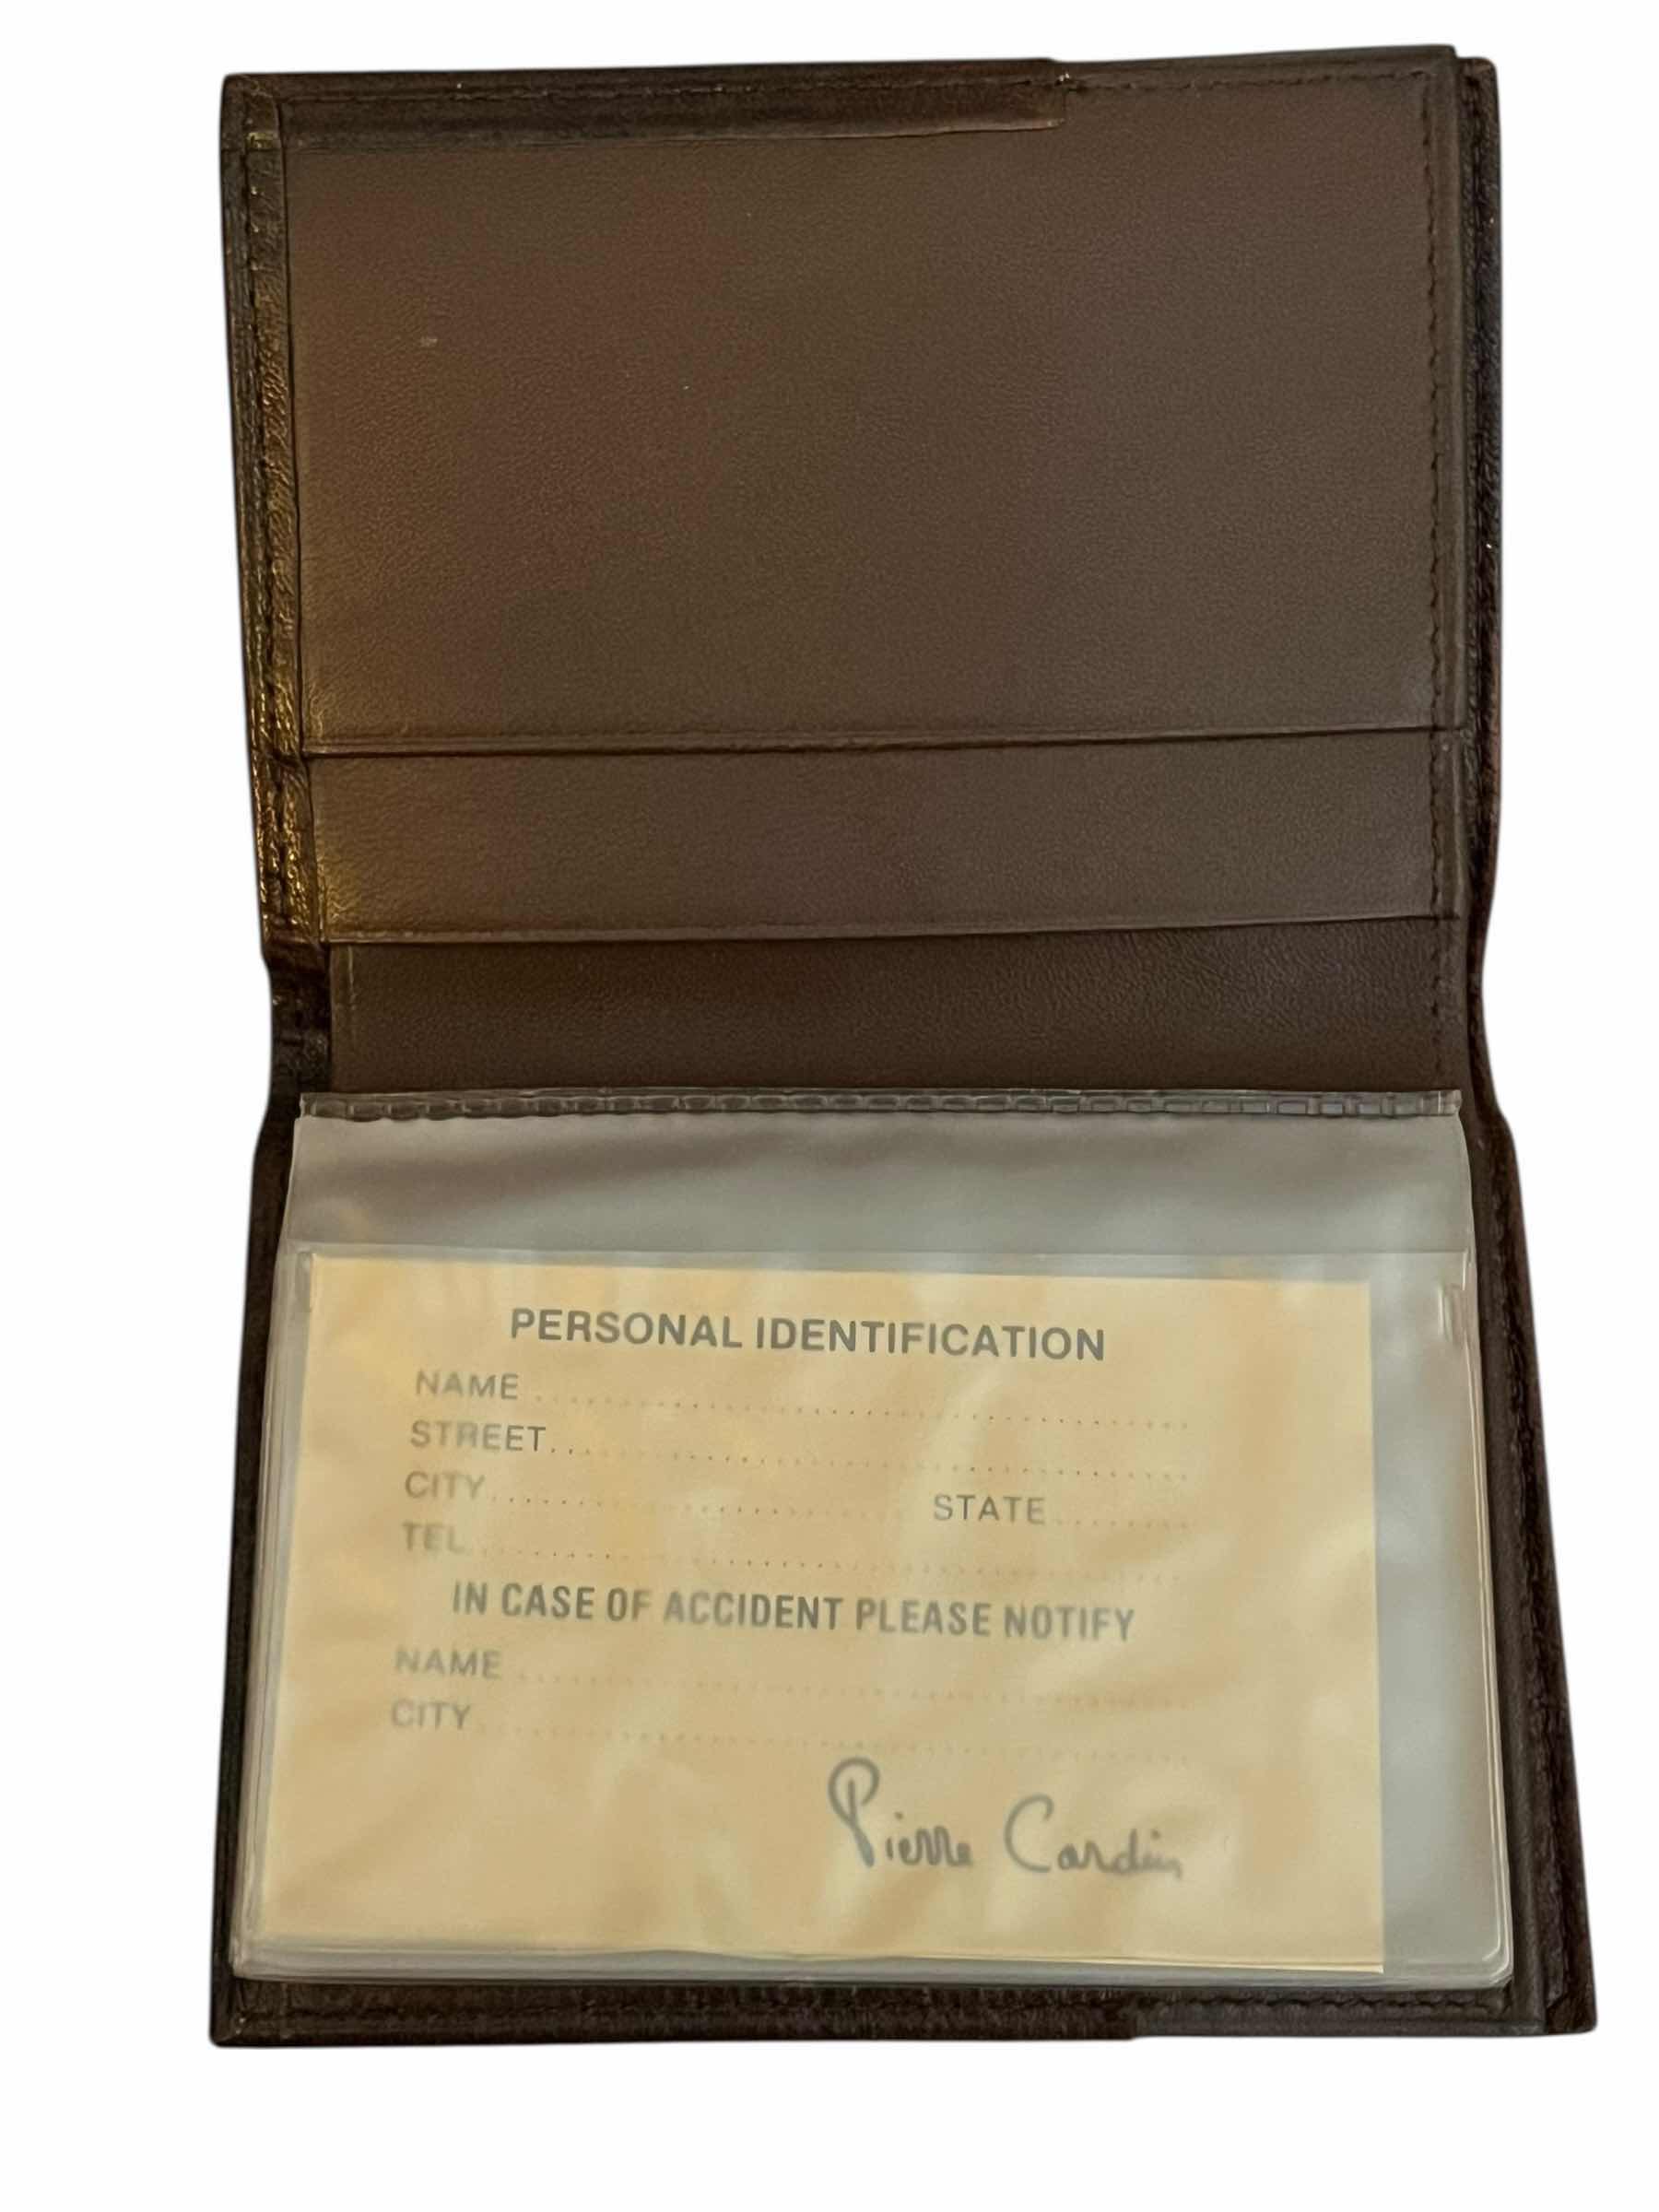 PERSONAL IDENTIFICATION
NAME ........................................
STREET........................................
CITY.............................. STATE..........
TEL........................................
IN CASE OF ACCIDENT PLEASE NOTIFY
NAME ........................................
CITY........................................
Pierre Cardin